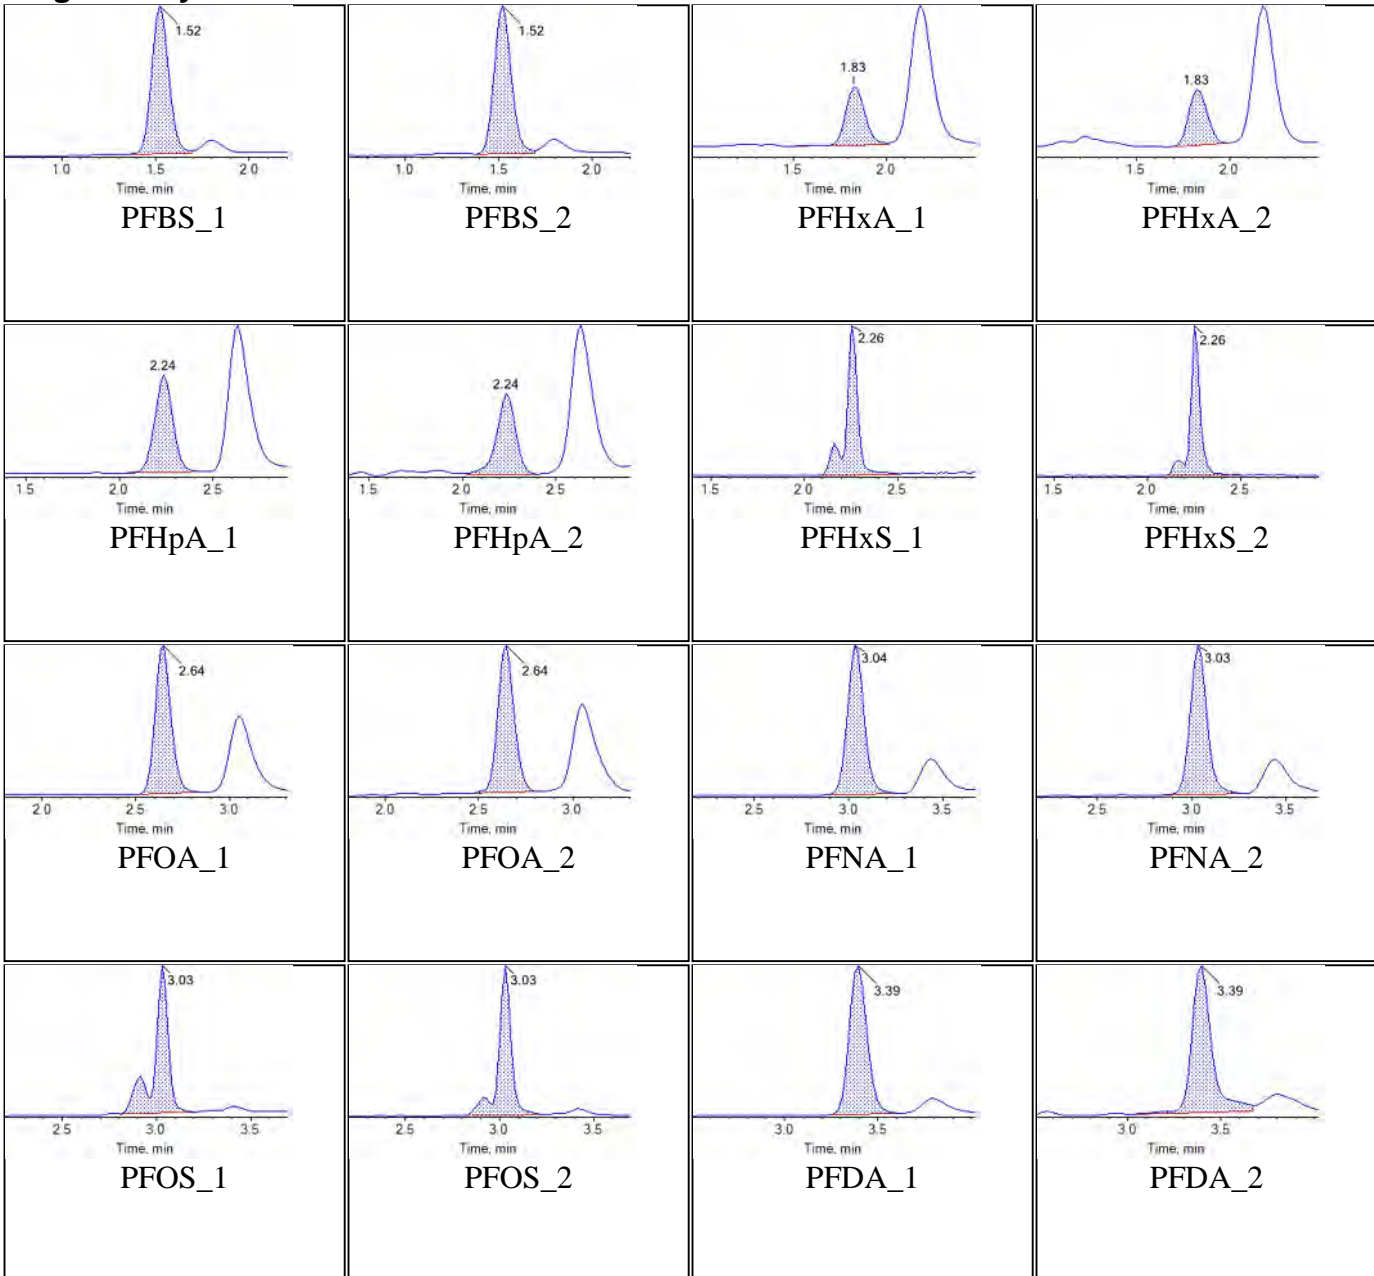 1.52 1.52 1.83 1.83
1.0 1.5 2.0 1.0 1.5 2.0 1.5 2.0 1.5 2.0
Time, min Time, min Time, min Time, min
PFBS_1 PFBS_2 PFHxA_1 PFHxA_2
2.24 2.24 2.26 2.26
1.5 2.0 2.5 1.5 2.0 2.5 1.5 2.0 2.5 1.5 2.0 2.5
Time, min Time, min Time, min Time, min
PFHpA_1 PFHpA_2 PFHxS_1 PFHxS_2
2.64 2.64 3.04 3.03
2.0 2.5 3.0 2.0 2.5 3.0 2.5 3.0 3.5 2.5 3.0 3.5
Time, min Time, min Time, min Time, min
PFOA_1 PFOA_2 PFNA_1 PFNA_2
3.03 3.03 3.39 3.39
2.5 3.0 3.5 2.5 3.0 3.5 3.0 3.5 3.0 3.5
Time, min Time, min Time, min Time, min
PFOS_1 PFOS_2 PFDA_1 PFDA_2